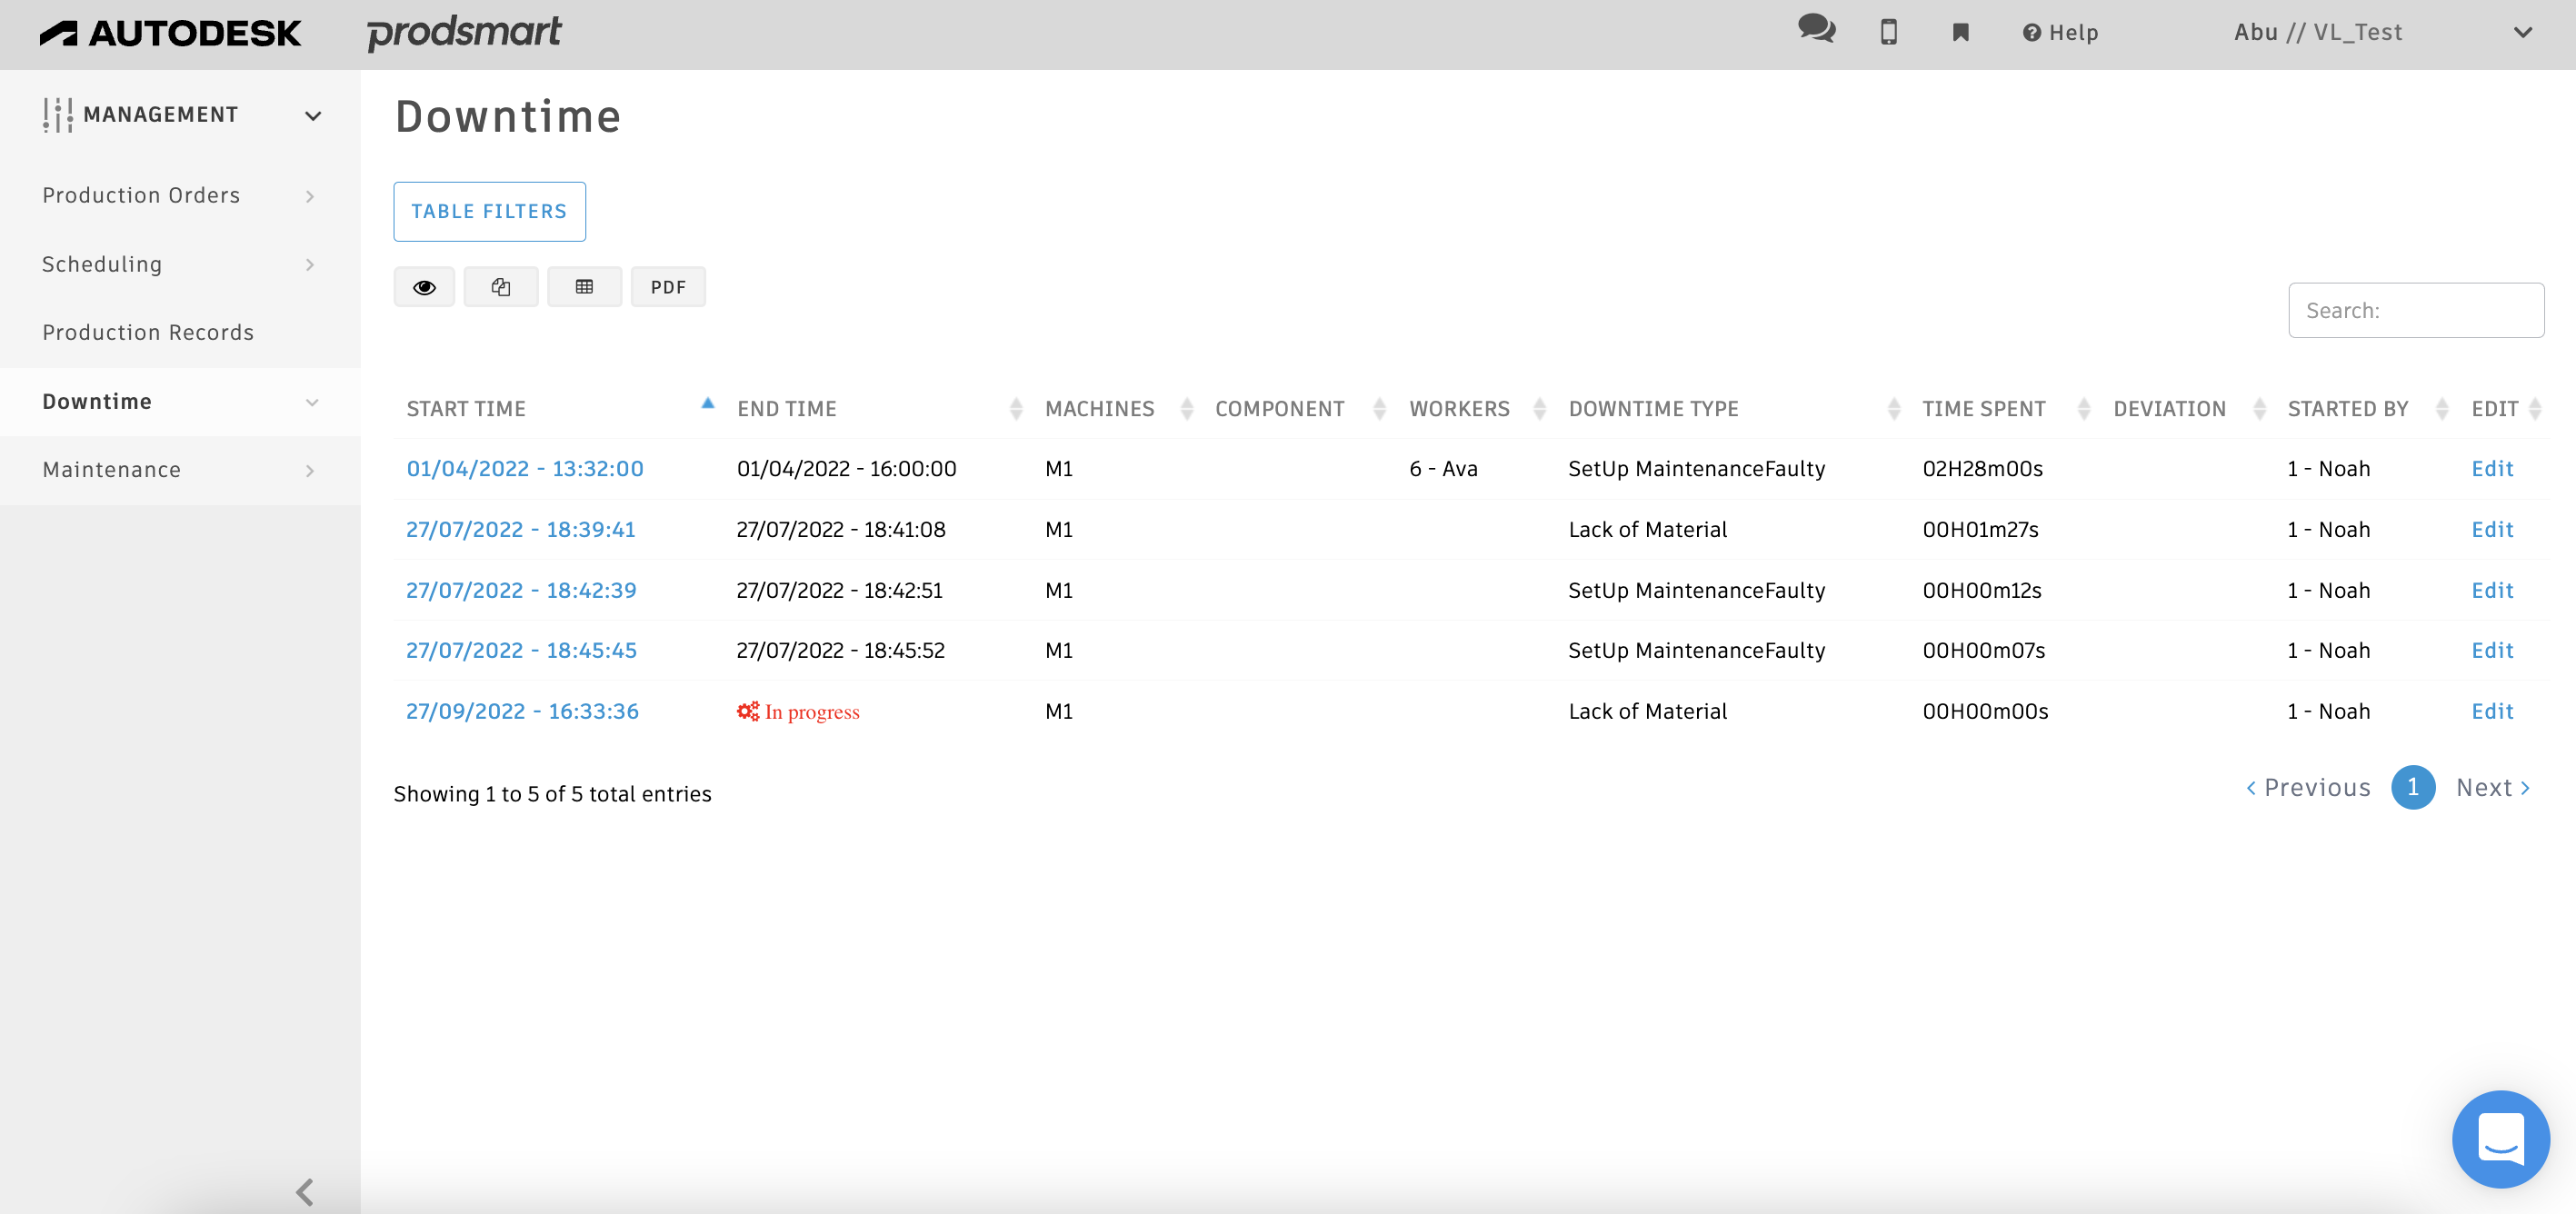 AUTODESK prodsmart Help Abu // VL_Test
MANAGEMENT
Production Orders
Scheduling
Production Records
Downtime
Maintenance
Downtime
TABLE FILTERS
PDF
Search:
START TIME END TIME MACHINES COMPONENT WORKERS DOWNTIME TYPE TIME SPENT DEVIATION STARTED BY EDIT
01/04/2022 - 13:32:00 01/04/2022 - 16:00:00 M1 6 - Ava SetUp MaintenanceFaulty 02H28m00s 1 - Noah Edit
27/07/2022 - 18:39:41 27/07/2022 - 18:41:08 M1 Lack of Material 00H01m27s 1 - Noah Edit
27/07/2022 - 18:42:39 27/07/2022 - 18:42:51 M1 SetUp MaintenanceFaulty 00H00m12s 1 - Noah Edit
27/07/2022 - 18:45:45 27/07/2022 - 18:45:52 M1 SetUp MaintenanceFaulty 00H00m07s 1 - Noah Edit
27/09/2022 - 16:33:36 In progress M1 Lack of Material 00H00m00s 1 - Noah Edit
Showing 1 to 5 of 5 total entries
Previous 1 Next